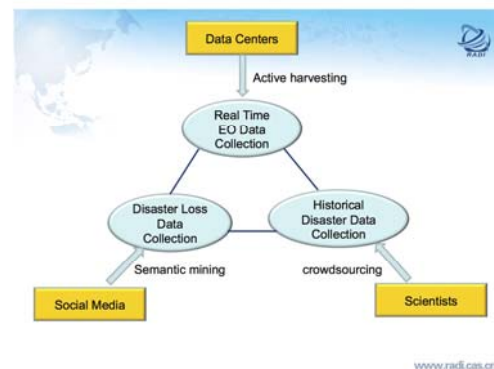 Data Centers
RADI
Active harvesting
Real Time
EO Data
Collection
Disaster Loss
Data
Collection
Historical
Disaster Data
Collection
Semantic mining
crowdsourcing
Social Media
Scientists
www.radi.cas.cn